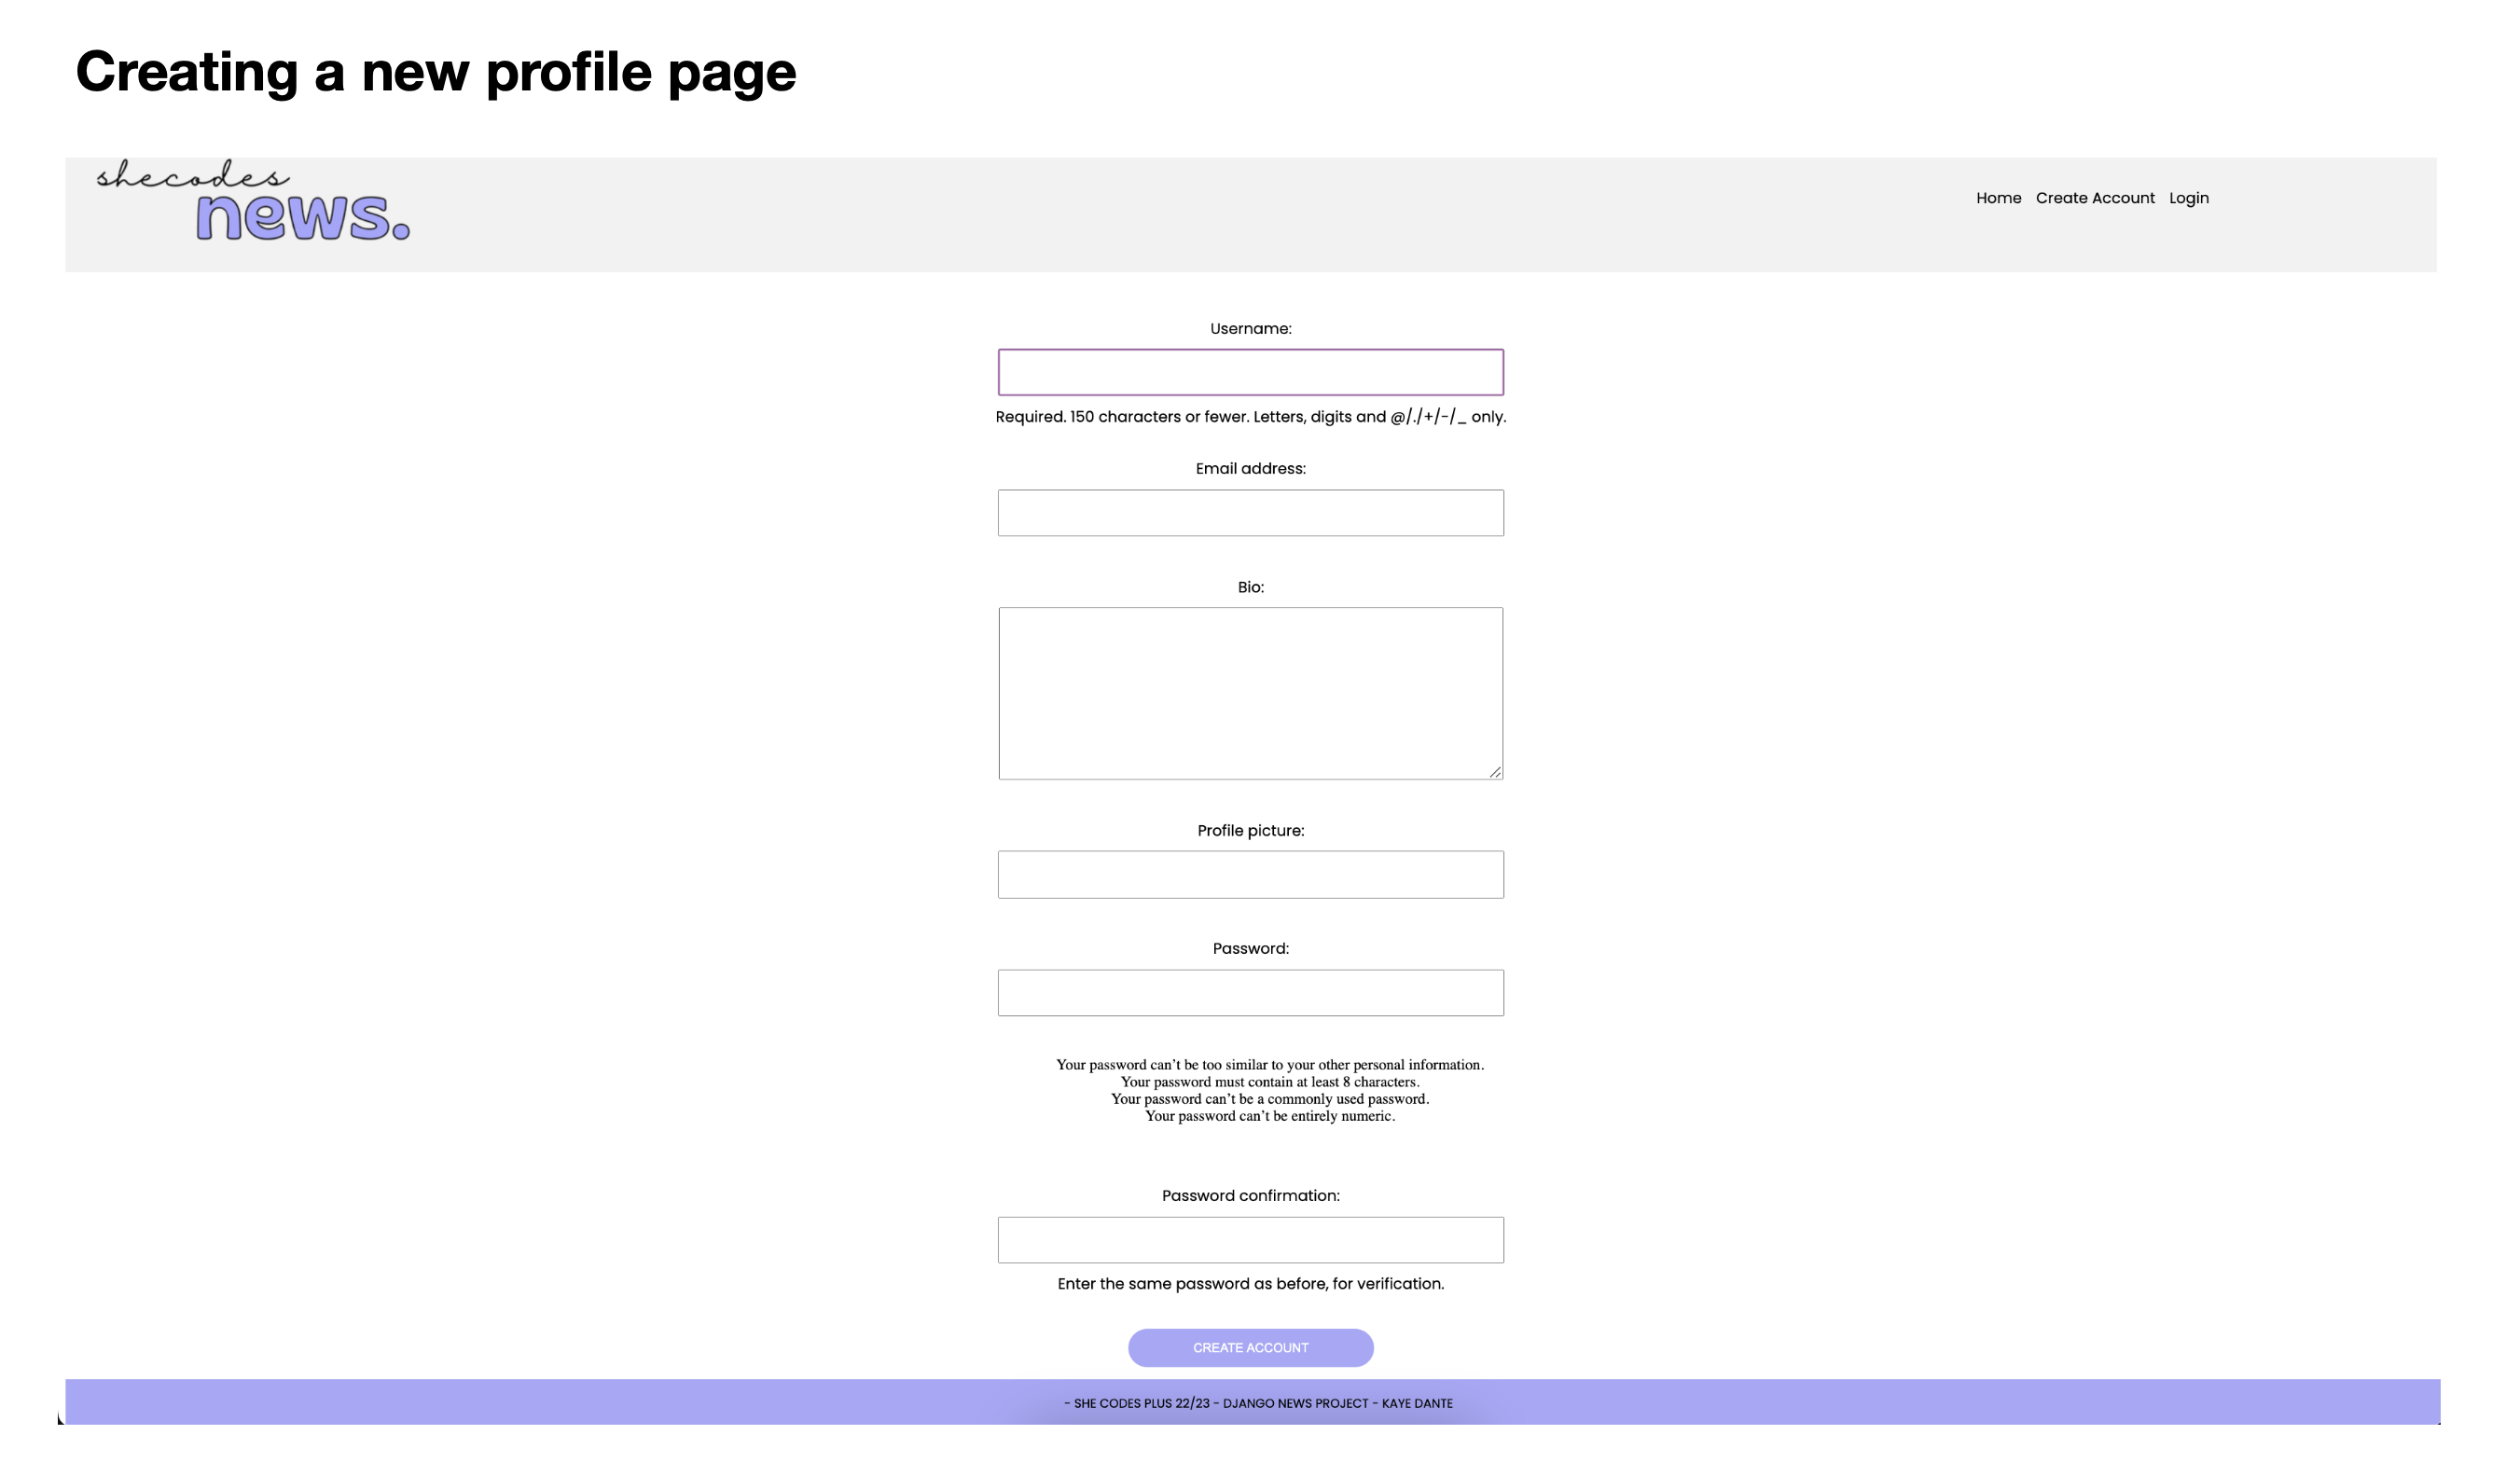 Creating a new profile page
shecodes
news.
Home Create Account Login
Username:
Required. 150 characters or fewer. Letters, digits and @/./+/-/_ only.
Email address:
Bio:
Profile picture:
Password:
Your password can’t be too similar to your other personal information.
Your password must contain at least 8 characters.
Your password can’t be a commonly used password.
Your password can’t be entirely numeric.
Password confirmation:
Enter the same password as before, for verification.
CREATE ACCOUNT
- SHE CODES PLUS 22/23 - DJANGO NEWS PROJECT - KAYE DANTE